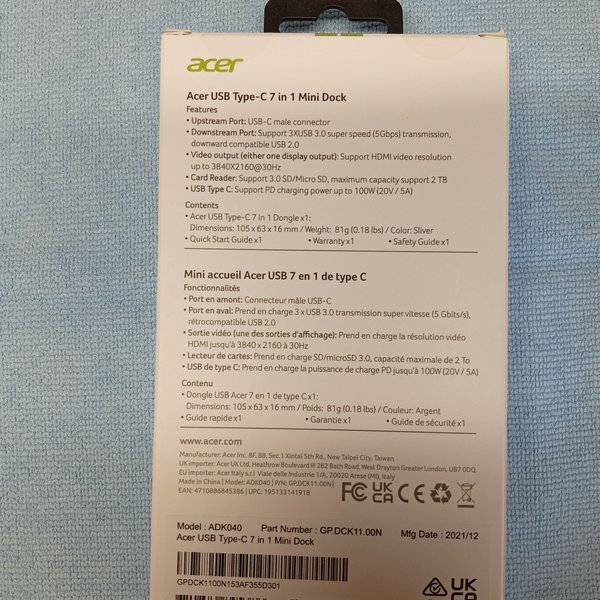 acer
Acer USB Type-C 7 in 1 Mini Dock
Features
• Upstream Port: USB-C male connector
• Downstream Port: Support 3XUSB 3.0 super speed (5Gbps) transmission,
downward compatible USB 2.0
• Video output (either one display output): Support HDMI video resolution
up to 3840X2160@30Hz
• Card Reader: Support 3.0 SD/Micro SD, maximum capacity support 2 TB
• USB Type C: Support PD charging power up to 100W (20V / 5A)
Contents
• Acer USB Type-C 7 in 1 Dongle x1:
Dimensions: 105 x 63 x 16 mm / Weight: 81g (0.18 lbs) / Color: Sliver
• Quick Start Guide x1 • Warranty x1 • Safety Guide x1
Mini accueil Acer USB 7 en 1 de type C
Fonctionnalités
• Port en amont: Connecteur mâle USB-C
• Port en aval: Prend en charge 3 x USB 3.0 transmission super vitesse (5 Gbits/s),
rétrocompatible USB 2.0
• Sortie vidéo (une des sorties d'affichage): Prend en charge la résolution vidéo
HDMI jusqu'à 3840 x 2160 à 30Hz
• Lecteur de cartes: Prend en charge SD/microSD 3.0, capacité maximale de 2 To
• USB de type C: Prend en charge la puissance de charge PD jusqu'à 100W (20V / 5A)
Contenu
• Dongle USB Acer 7 en 1 de type C x1:
Dimensions: 105 x 63 x 16 mm / Poids: 81g (0.18 lbs) / Couleur: Argent
• Guide rapide x1 • Garantie x1 • Guide de sécurité x1
www.acer.com
Manufacturer: Acer Inc. 8F, 88, Sec.1 Xintai 5th Rd., New Taipei City, Taiwan
UK importer: Acer UK Ltd, Heathrow Boulevard III 282 Bath Road, West Drayton Greater London, UB7 0DQ
EU importer: Acer Italy s.r.l Viale delle Industrie 1/A, 20020 Arese (MI), Italy
Made in China | Model: ADK040 | P/N: GP.DCK11.00N |
EAN: 4710886845386 | UPC: 195133141918
FC UK CA CE
Model : ADK040 Part Number : GP.DCK11.00N Mfg Date : 2021/12
Acer USB Type-C 7 in 1 Mini Dock
GPDCK1100N153AF355D301
UK
CA